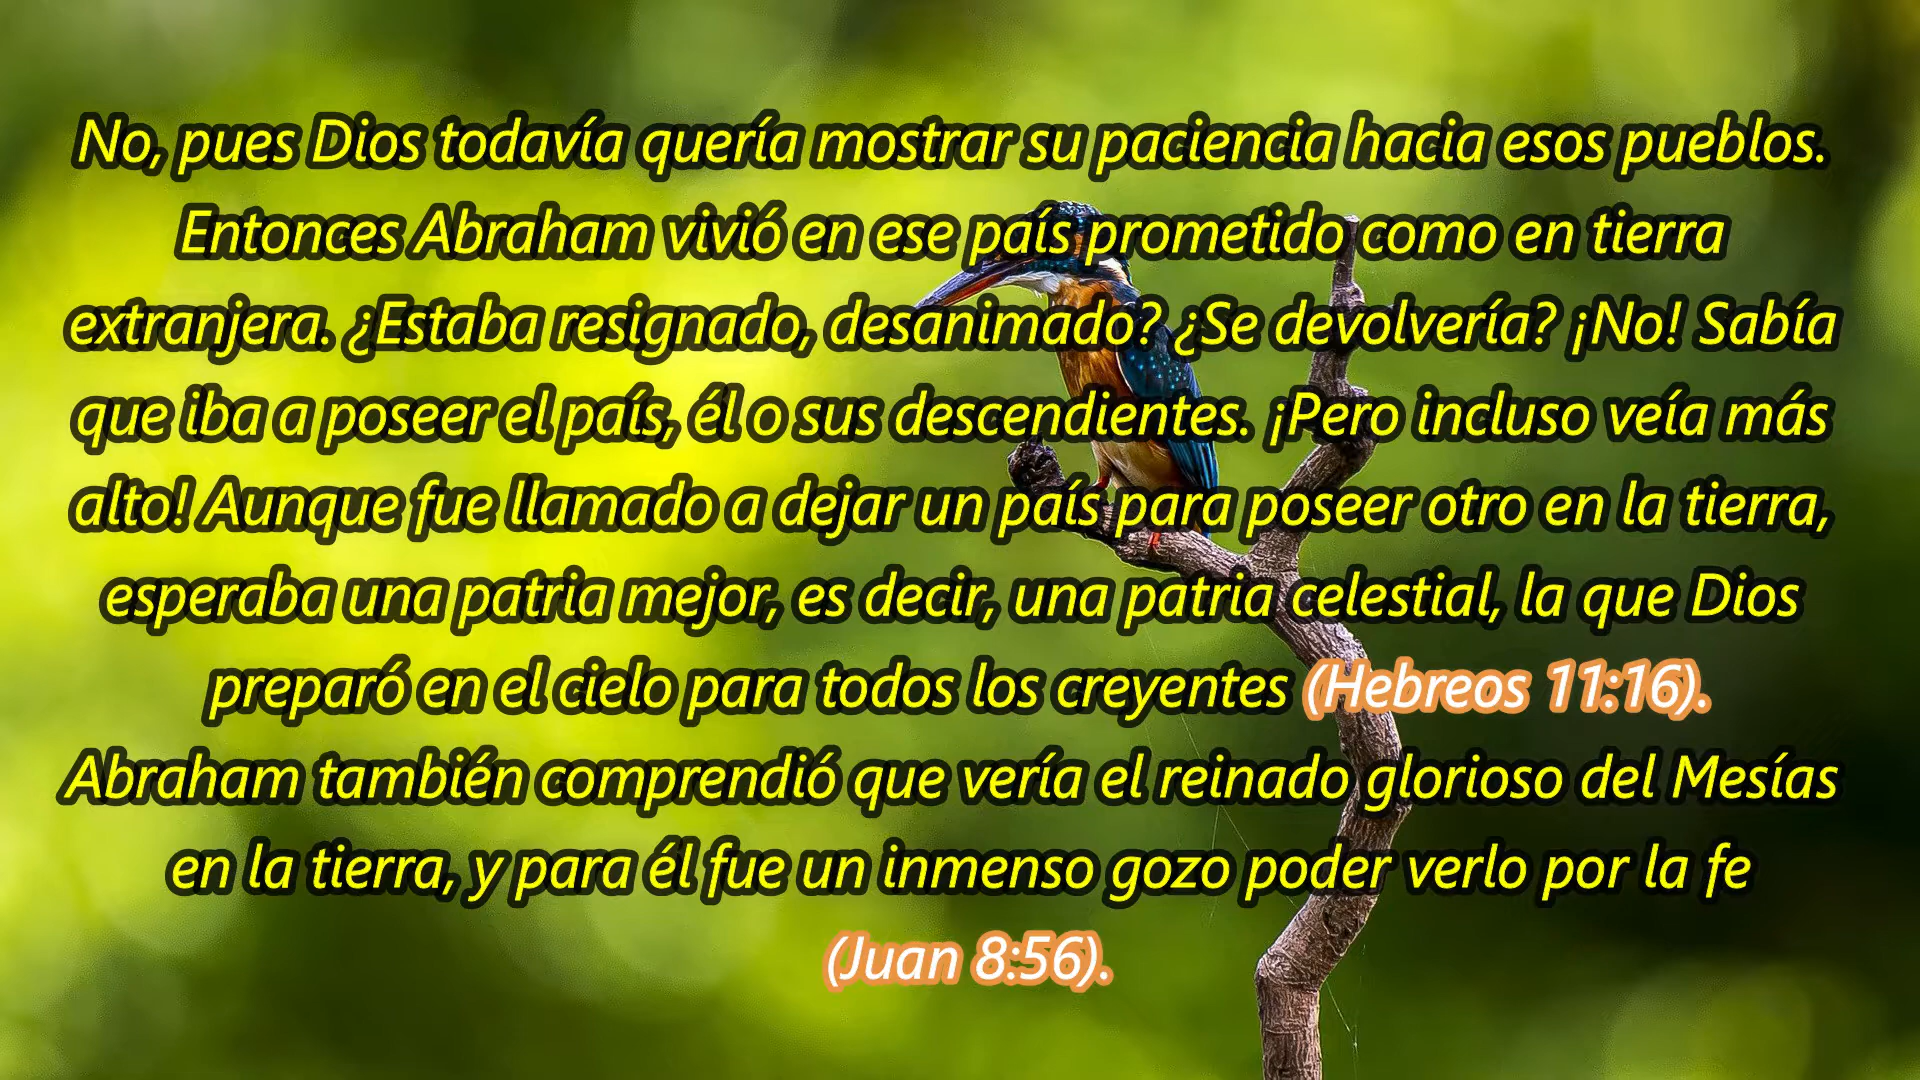 No, pues Dios todavía quería mostrar su paciencia hacia esos pueblos.
Entonces Abraham vivió en ese país prometido como en tierra
extranjera. ¿Estaba resignado, desanimado? ¿Se devolvería? ¡No! Sabía
que iba a poseer el país, él o sus descendientes. ¡Pero incluso veía más
alto! Aunque fue llamado a dejar un país para poseer otro en la tierra,
esperaba una patria mejor, es decir, una patria celestial, la que Dios
preparó en el cielo para todos los creyentes (Hebreos 11:16).
Abraham también comprendió que vería el reinado glorioso del Mesías
en la tierra, y para él fue un inmenso gozo poder verlo por la fe
(Juan 8:56).